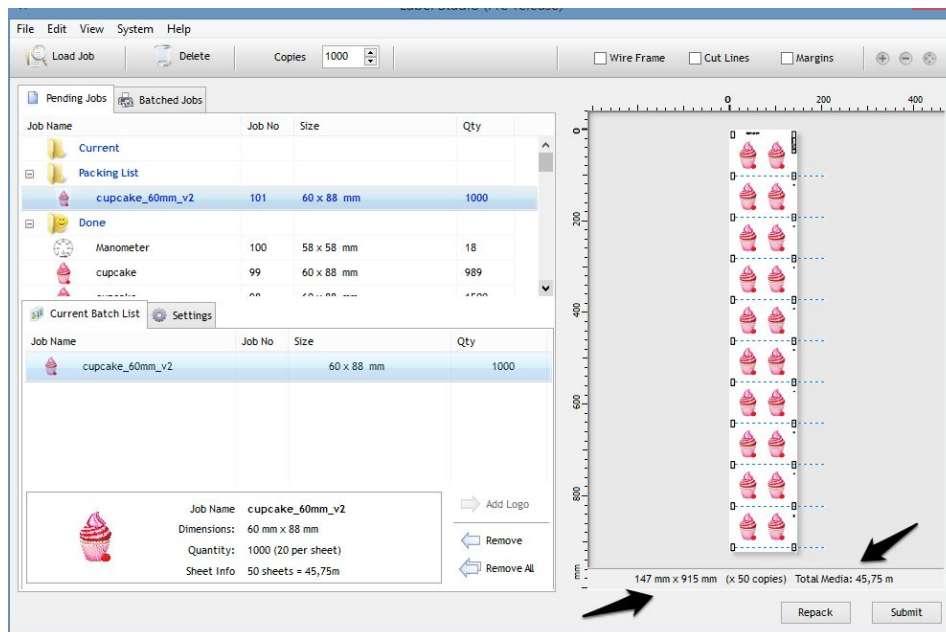 Label Studio (Pre-release)
File Edit View System Help
Load Job Delete Copies 1000 Wire Frame Cut Lines Margins
Pending Jobs Batched Jobs
Job Name Job No Size Qty
Current
Packing List
cupcake_60mm_v2 101 60 x 88 mm 1000
Done
Manometer 100 58 x 58 mm 18
cupcake 99 60 x 88 mm 989
Current Batch List Settings
Job Name Job No Size Qty
cupcake_60mm_v2 60 x 88 mm 1000
Job Name cupcake_60mm_v2
Dimensions: 60 mm x 88 mm
Quantity: 1000 (20 per sheet)
Sheet Info 50 sheets = 45,75m
Add Logo
Remove
Remove All
0 200 400
0
200
400
600
800
mm
147 mm x 915 mm (x 50 copies) Total Media: 45,75 m
Repack Submit